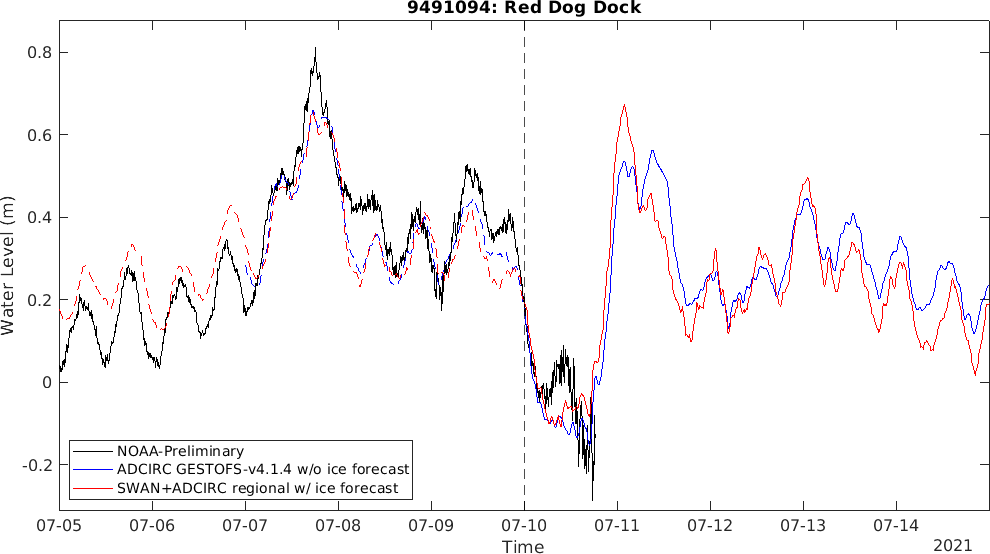 9491094: Red Dog Dock
Water Level (m)
0.8
0.6
0.4
0.2
0
-0.2
NOAA-Preliminary
ADCIRC GESTOFS-v4.1.4 w/o ice forecast
SWAN+ADCIRC regional w/ ice forecast
07-05 07-06 07-07 07-08 07-09 07-10 07-11 07-12 07-13 07-14
Time
2021